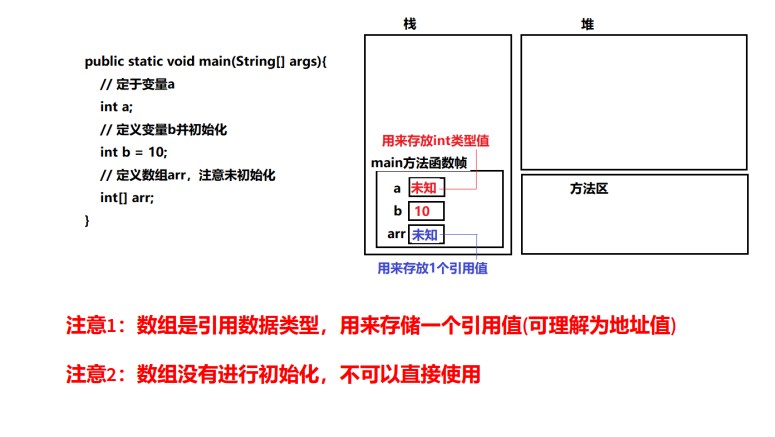 栈
堆
public static void main(String[] args){
// 定于变量a
int a;
// 定义变量b并初始化
int b = 10;
// 定义数组arr，注意未初始化
int[] arr;
}
用来存放int类型值
main方法函数帧
a 未知
b 10
arr 未知
用来存放1个引用值
方法区
注意1：数组是引用数据类型，用来存储一个引用值(可理解为地址值)
注意2：数组没有进行初始化，不可以直接使用